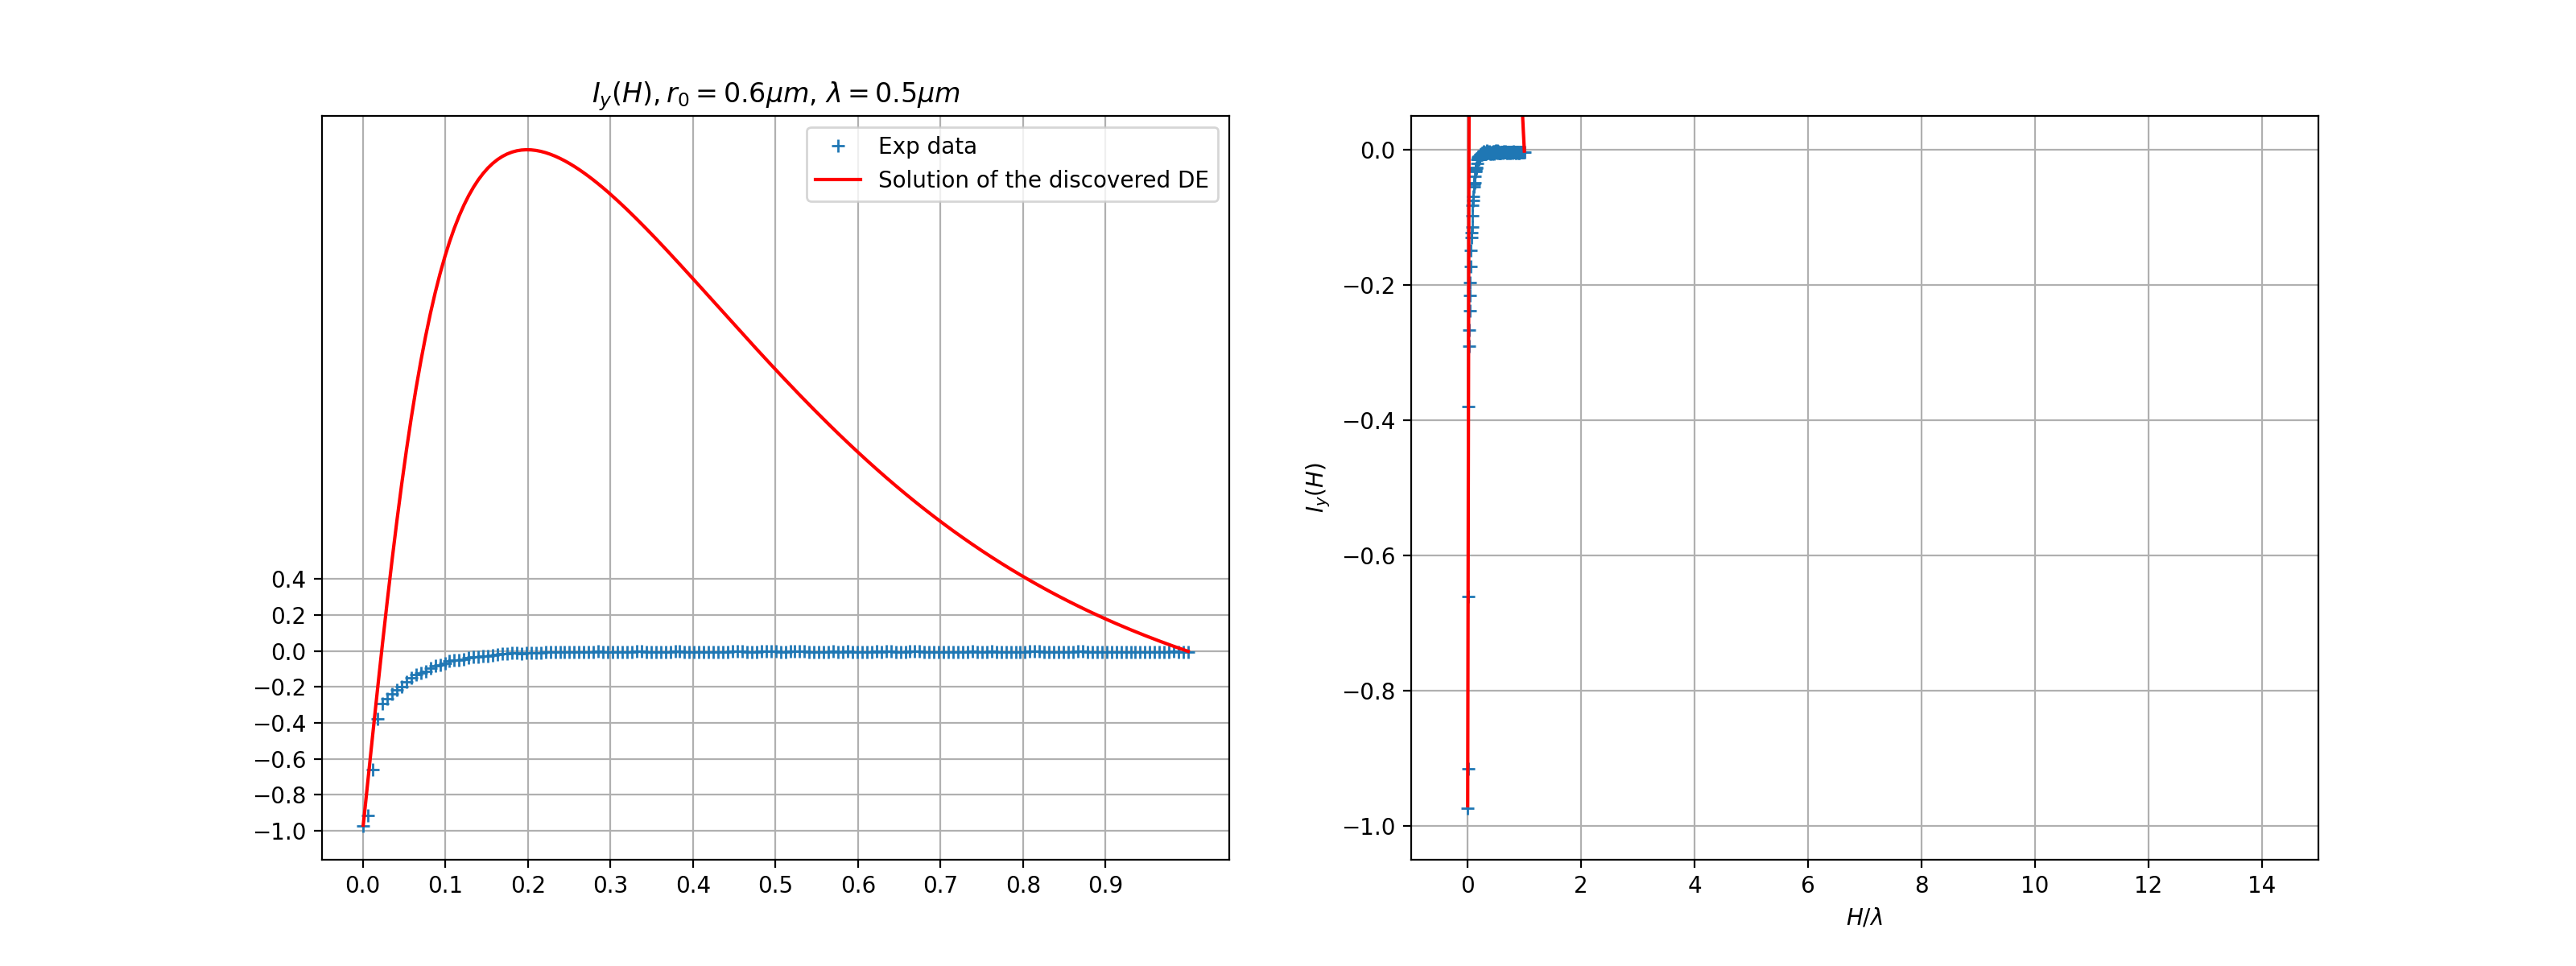 I_y(H), r_0 = 0.6μm, λ = 0.5μm
Exp data
Solution of the discovered DE
0.4
0.2
0.0
−0.2
−0.4
−0.6
−0.8
−1.0
0.0 0.1 0.2 0.3 0.4 0.5 0.6 0.7 0.8 0.9
I_y(H)
0.0
−0.2
−0.4
−0.6
−0.8
−1.0
0 2 4 6 8 10 12 14
H/λ